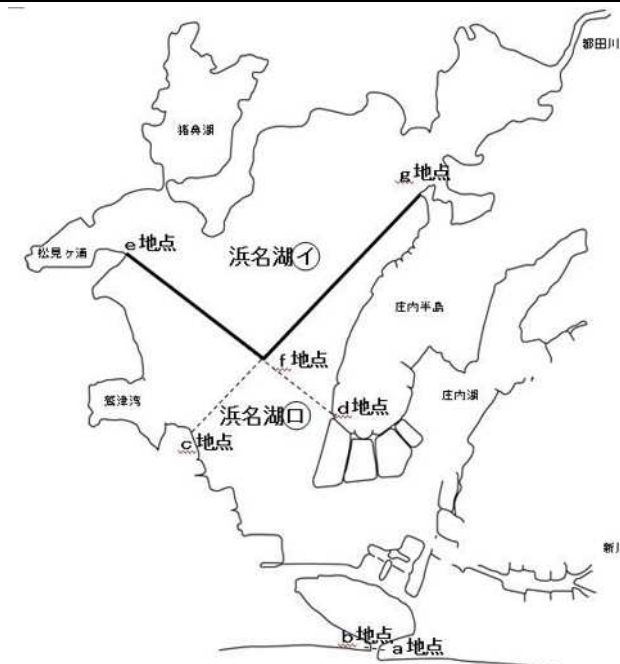 都田川
猪鼻湖
g地点
松見ヶ浦
e地点
浜名湖㋑
庄内半島
f地点
鷲津湾
浜名湖㋺
d地点
庄内湖
c地点
b地点
a地点